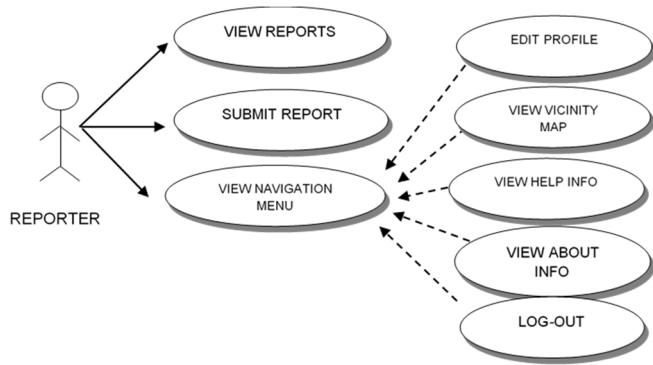 VIEW REPORTS
SUBMIT REPORT
VIEW NAVIGATION
MENU
REPORTER
EDIT PROFILE
VIEW VICINITY
MAP
VIEW HELP INFO
VIEW ABOUT
INFO
LOG-OUT